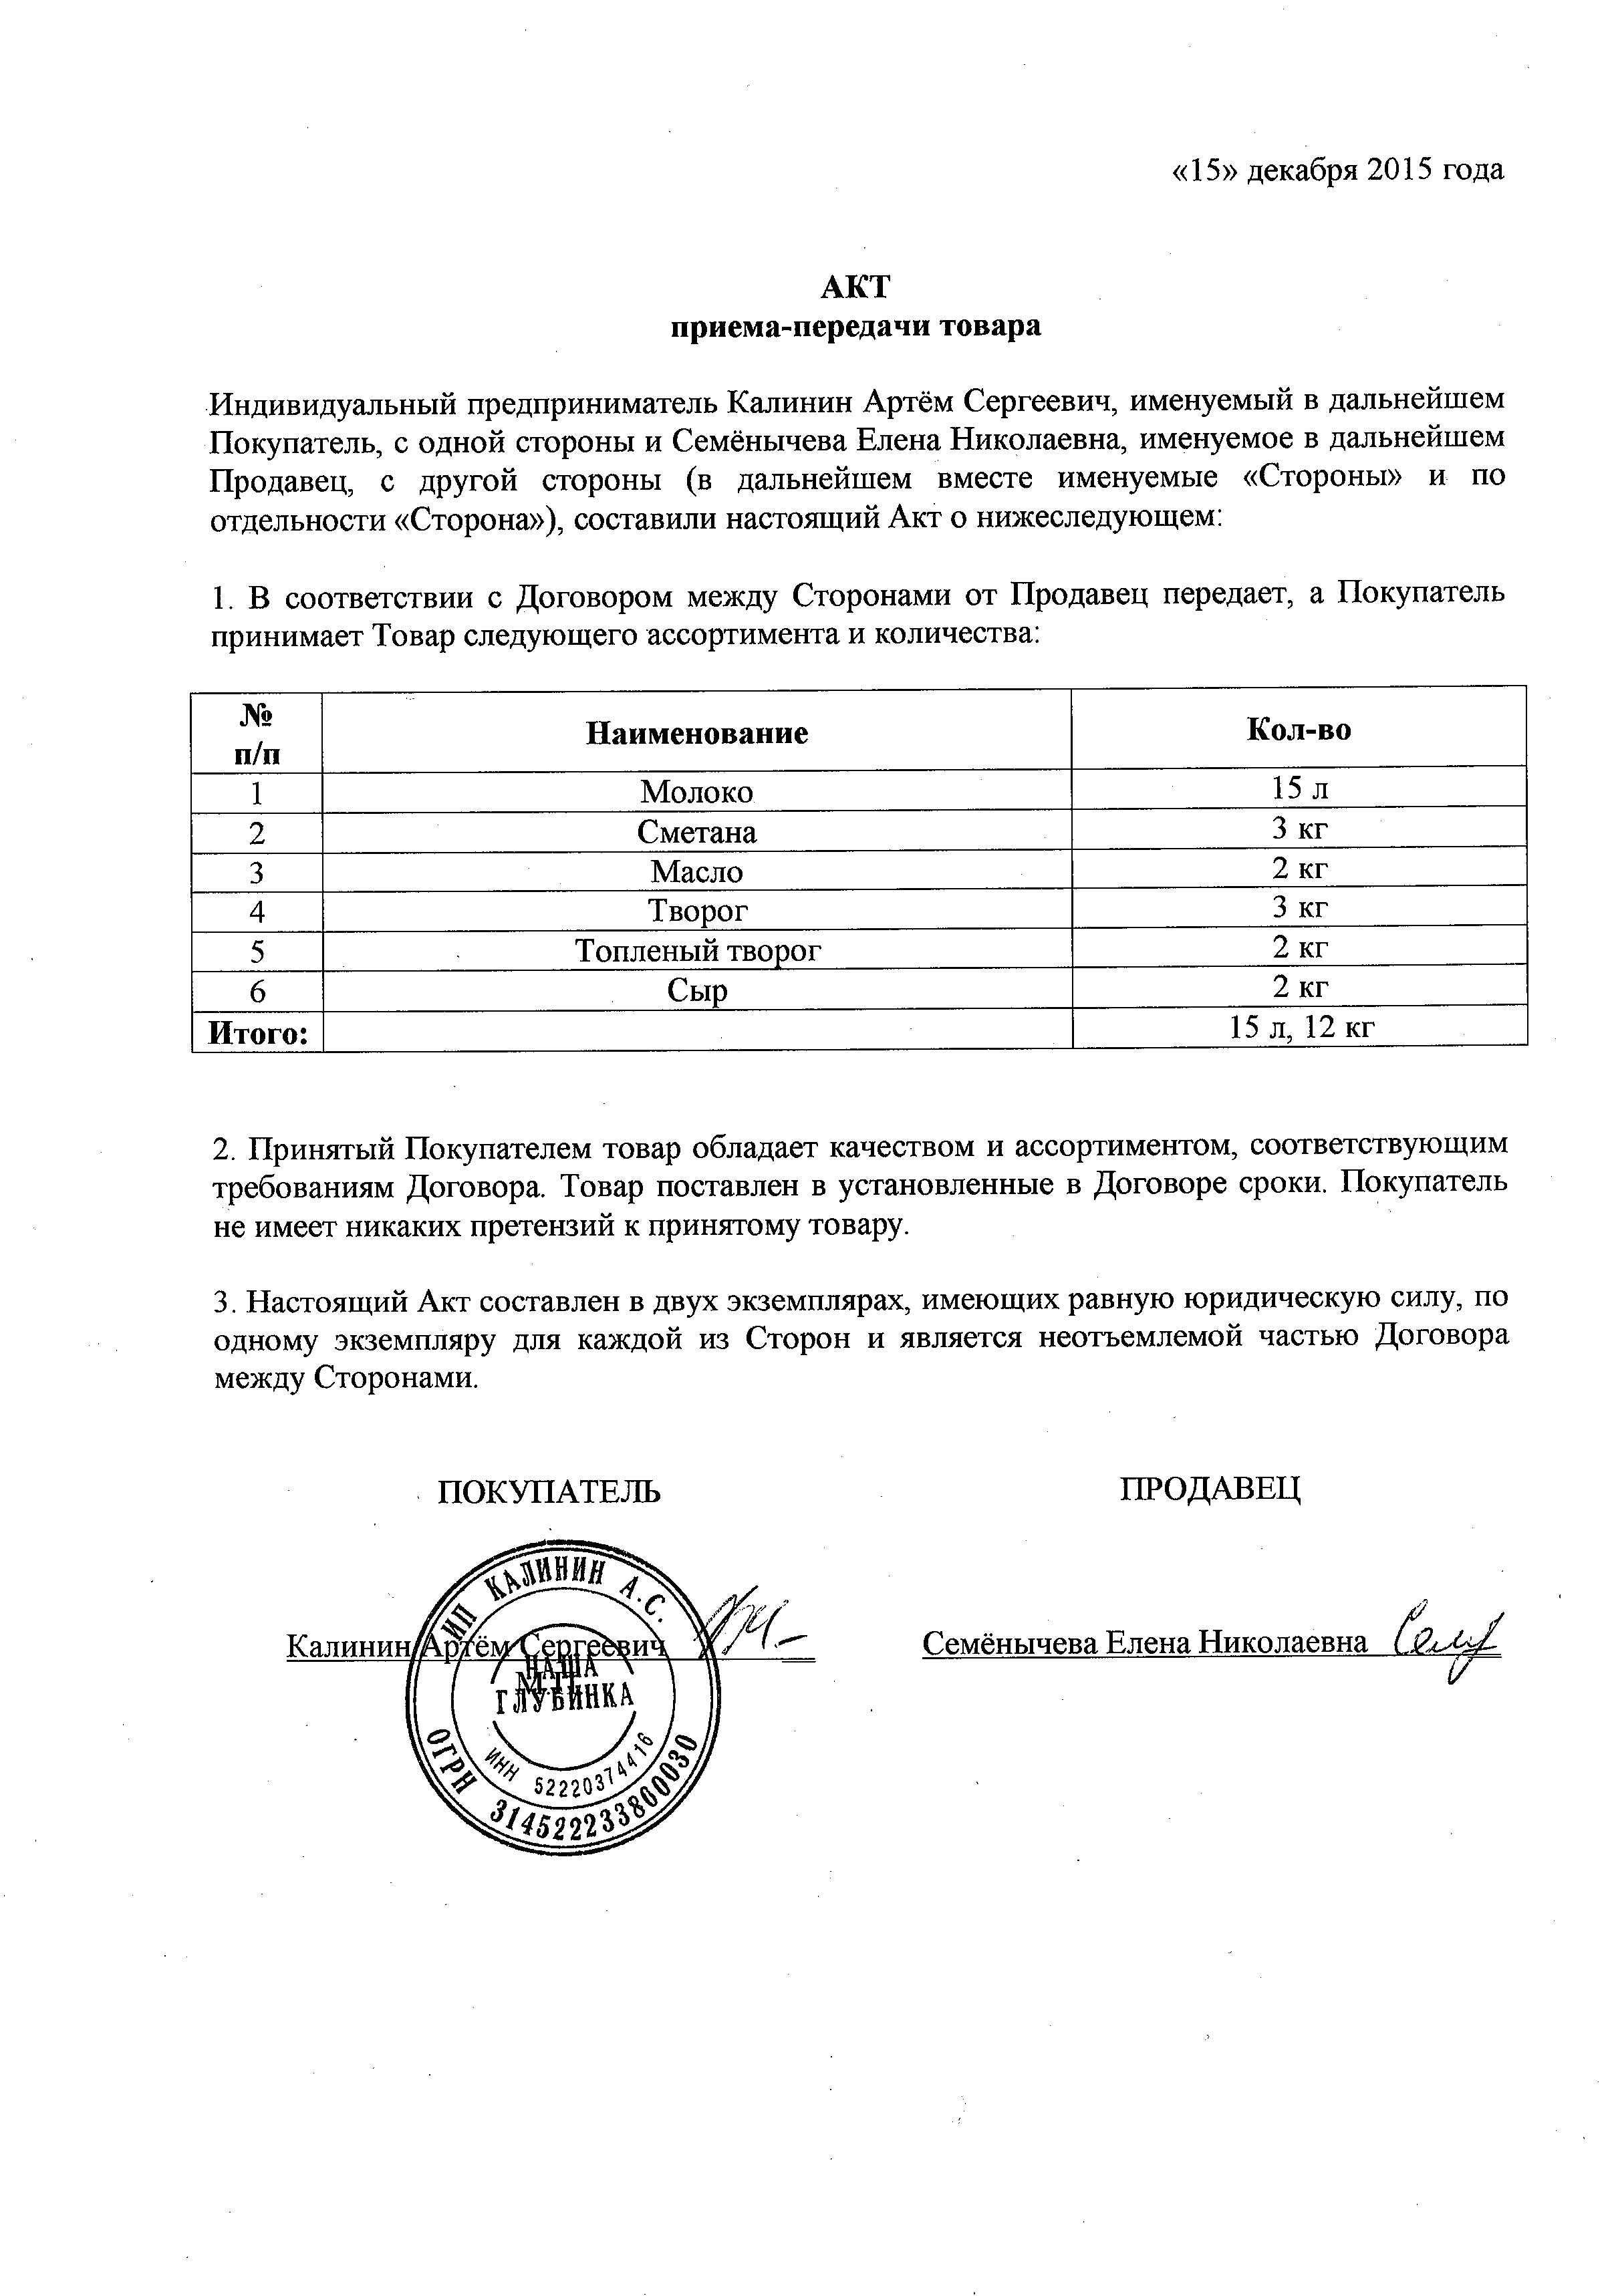 «15» декабря 2015 года
АКТ
приема-передачи товара
Индивидуальный предприниматель Калинин Артём Сергеевич, именуемый в дальнейшем
Покупатель, с одной стороны и Семёнычева Елена Николаевна, именуемое в дальнейшем
Продавец, с другой стороны (в дальнейшем вместе именуемые «Стороны» и по
отдельности «Сторона»), составили настоящий Акт о нижеследующем:
1. В соответствии с Договором между Сторонами от Продавец передает, а Покупатель
принимает Товар следующего ассортимента и количества:
№ п/п Наименование Кол-во
1 Молоко 15 л
2 Сметана 3 кг
3 Масло 2 кг
4 Творог 3 кг
5 Топленый творог 2 кг
6 Сыр 2 кг
Итого: 15 л, 12 кг
2. Принятый Покупателем товар обладает качеством и ассортиментом, соответствующим
требованиям Договора. Товар поставлен в установленные в Договоре сроки. Покупатель
не имеет никаких претензий к принятому товару.
3. Настоящий Акт составлен в двух экземплярах, имеющих равную юридическую силу, по
одному экземпляру для каждой из Сторон и является неотъемлемой частью Договора
между Сторонами.
ПОКУПАТЕЛЬ ПРОДАВЕЦ
Калинин Артём Сергеевич Семёнычева Елена Николаевна
М.П.
ИП КАЛИНИН А.С.
НАША
ГЛУБИНКА
ИНН 52220374416
ОГРН 314522233800030